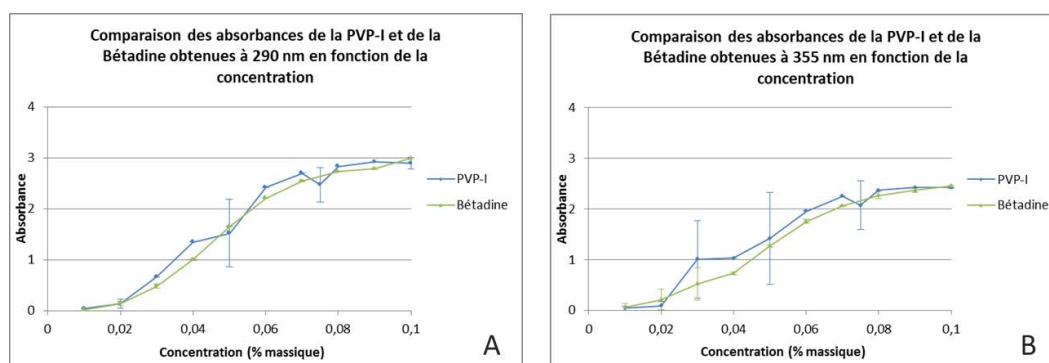 Comparaison des absorbances de la PVP-I et de la
Bétadine obtenues à 290 nm en fonction de la
concentration
4
3
2
1
0
Absorbance
0
0,02
0,04
0,06
0,08
0,1
Concentration (% massique)
PVP-I
Bétadine
A
Comparaison des absorbances de la PVP-I et de la
Bétadine obtenues à 355 nm en fonction de la
concentration
4
3
2
1
0
Absorbance
0
0,02
0,04
0,06
0,08
0,1
Concentration (% massique)
PVP-I
Bétadine
B